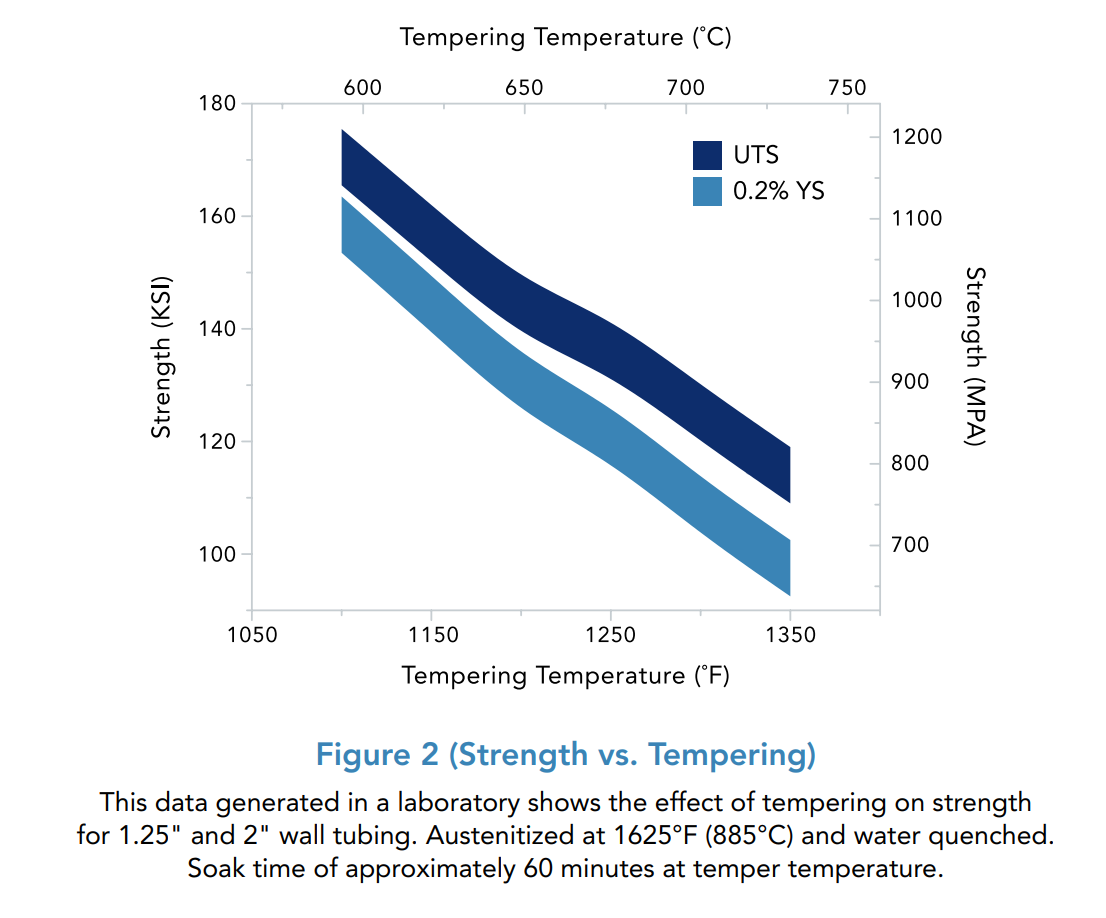 Tempering Temperature (˚C)
600 650 700 750
180
160
140
120
100
Strength (KSI)
UTS
0.2% YS
1200
1100
1000
900
800
700
Strength (MPA)
1050 1150 1250 1350
Tempering Temperature (˚F)
Figure 2 (Strength vs. Tempering)
This data generated in a laboratory shows the effect of tempering on strength
for 1.25" and 2" wall tubing. Austenitized at 1625°F (885°C) and water quenched.
Soak time of approximately 60 minutes at temper temperature.